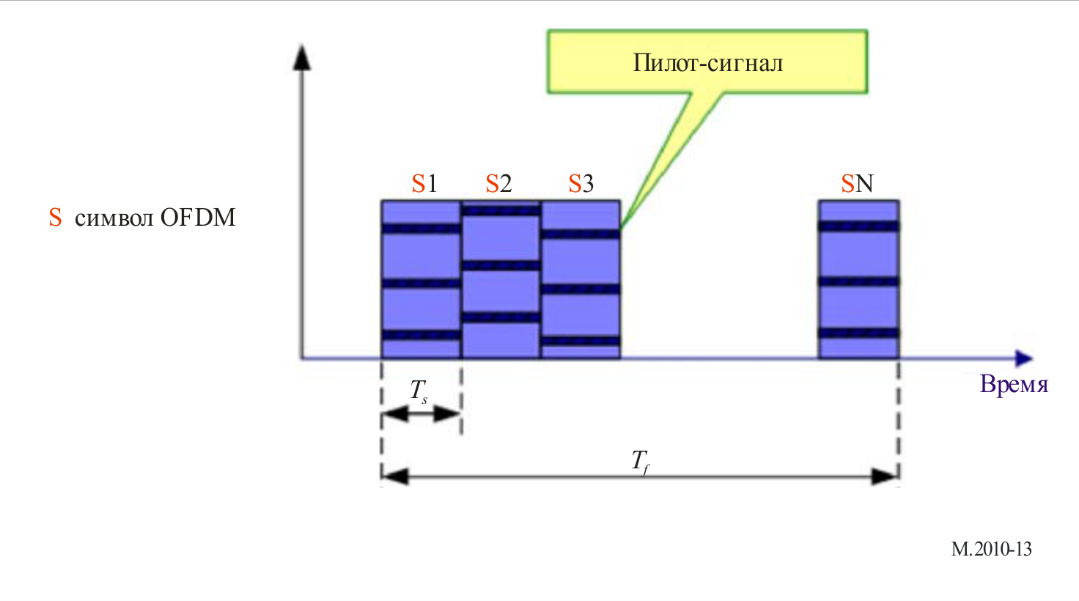 Пилот-сигнал
S1 S2 S3 SN
S символ OFDM
Время
Ts
Tf
M.2010-13